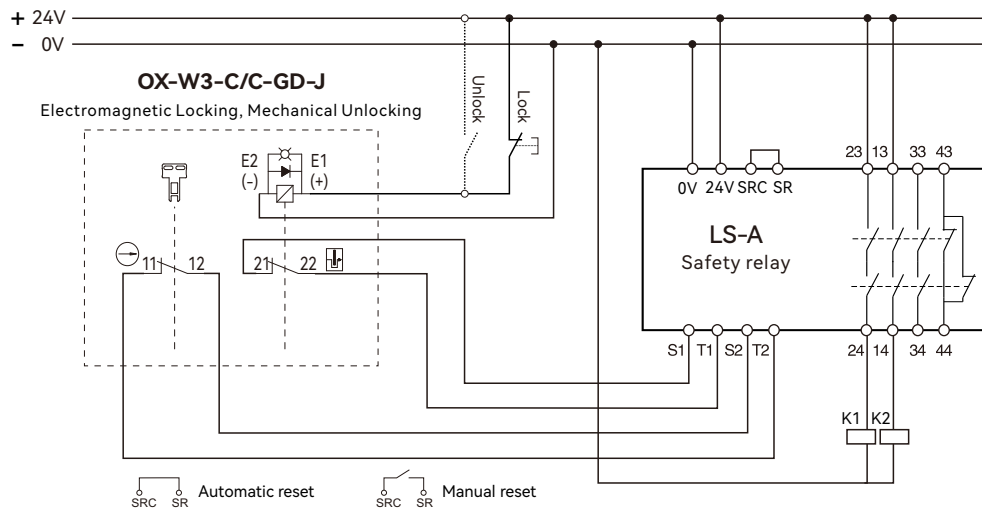 + 24V
− 0V
OX-W3-C/C-GD-J
Electromagnetic Locking, Mechanical Unlocking
Unlock
Lock
E2 E1
(-) (+)
11 12
21 22
23 13 33 43
0V 24V SRC SR
LS-A
Safety relay
S1 T1 S2 T2
24 14 34 44
K1 K2
SRC SR Automatic reset
SRC SR Manual reset